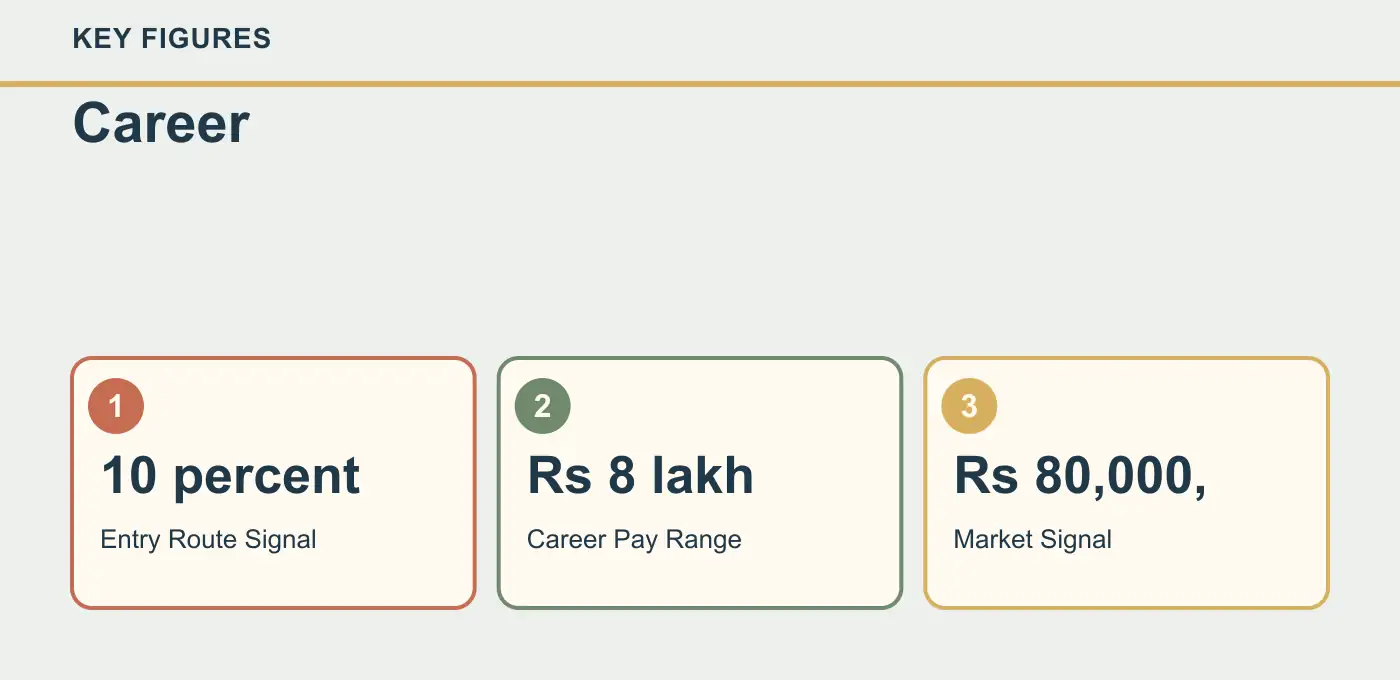 KEY FIGURES
Career
1
10 percent
Entry Route Signal
2
Rs 8 lakh
Career Pay Range
3
Rs 80,000,
Market Signal